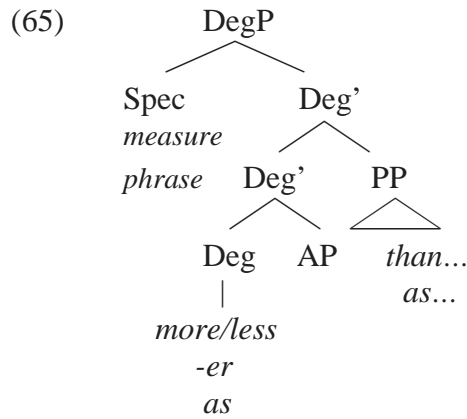 (65) DegP
Spec Deg’
measure
phrase Deg’ PP
Deg AP than…
as…
more/less
-er
as